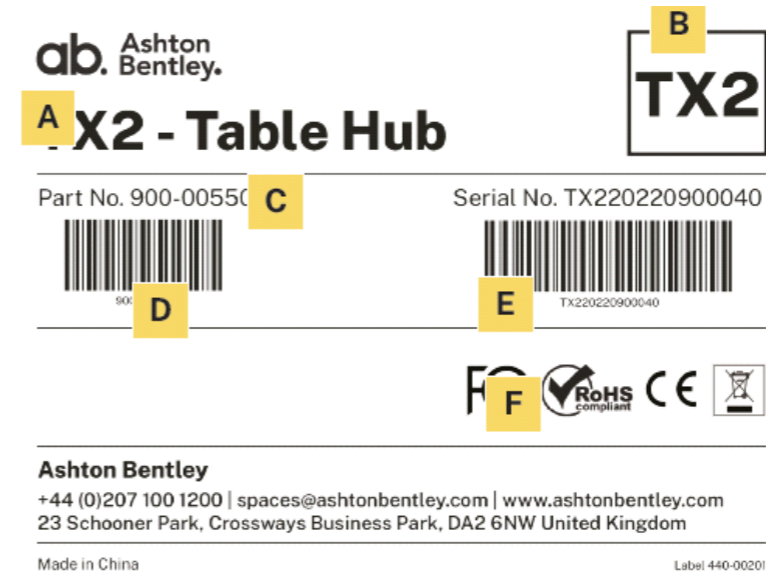 ab. Ashton Bentley.
B
TX2
A
X2 - Table Hub
Part No. 900-00550
C
Serial No. TX220220900040
D
E
TX220220900040
F
RoHS
compliant
CE
Ashton Bentley
+44 (0)207 100 1200 | spaces@ashtonbentley.com | www.ashtonbentley.com
23 Schooner Park, Crossways Business Park, DA2 6NW United Kingdom
Made in China
Label 440-00201